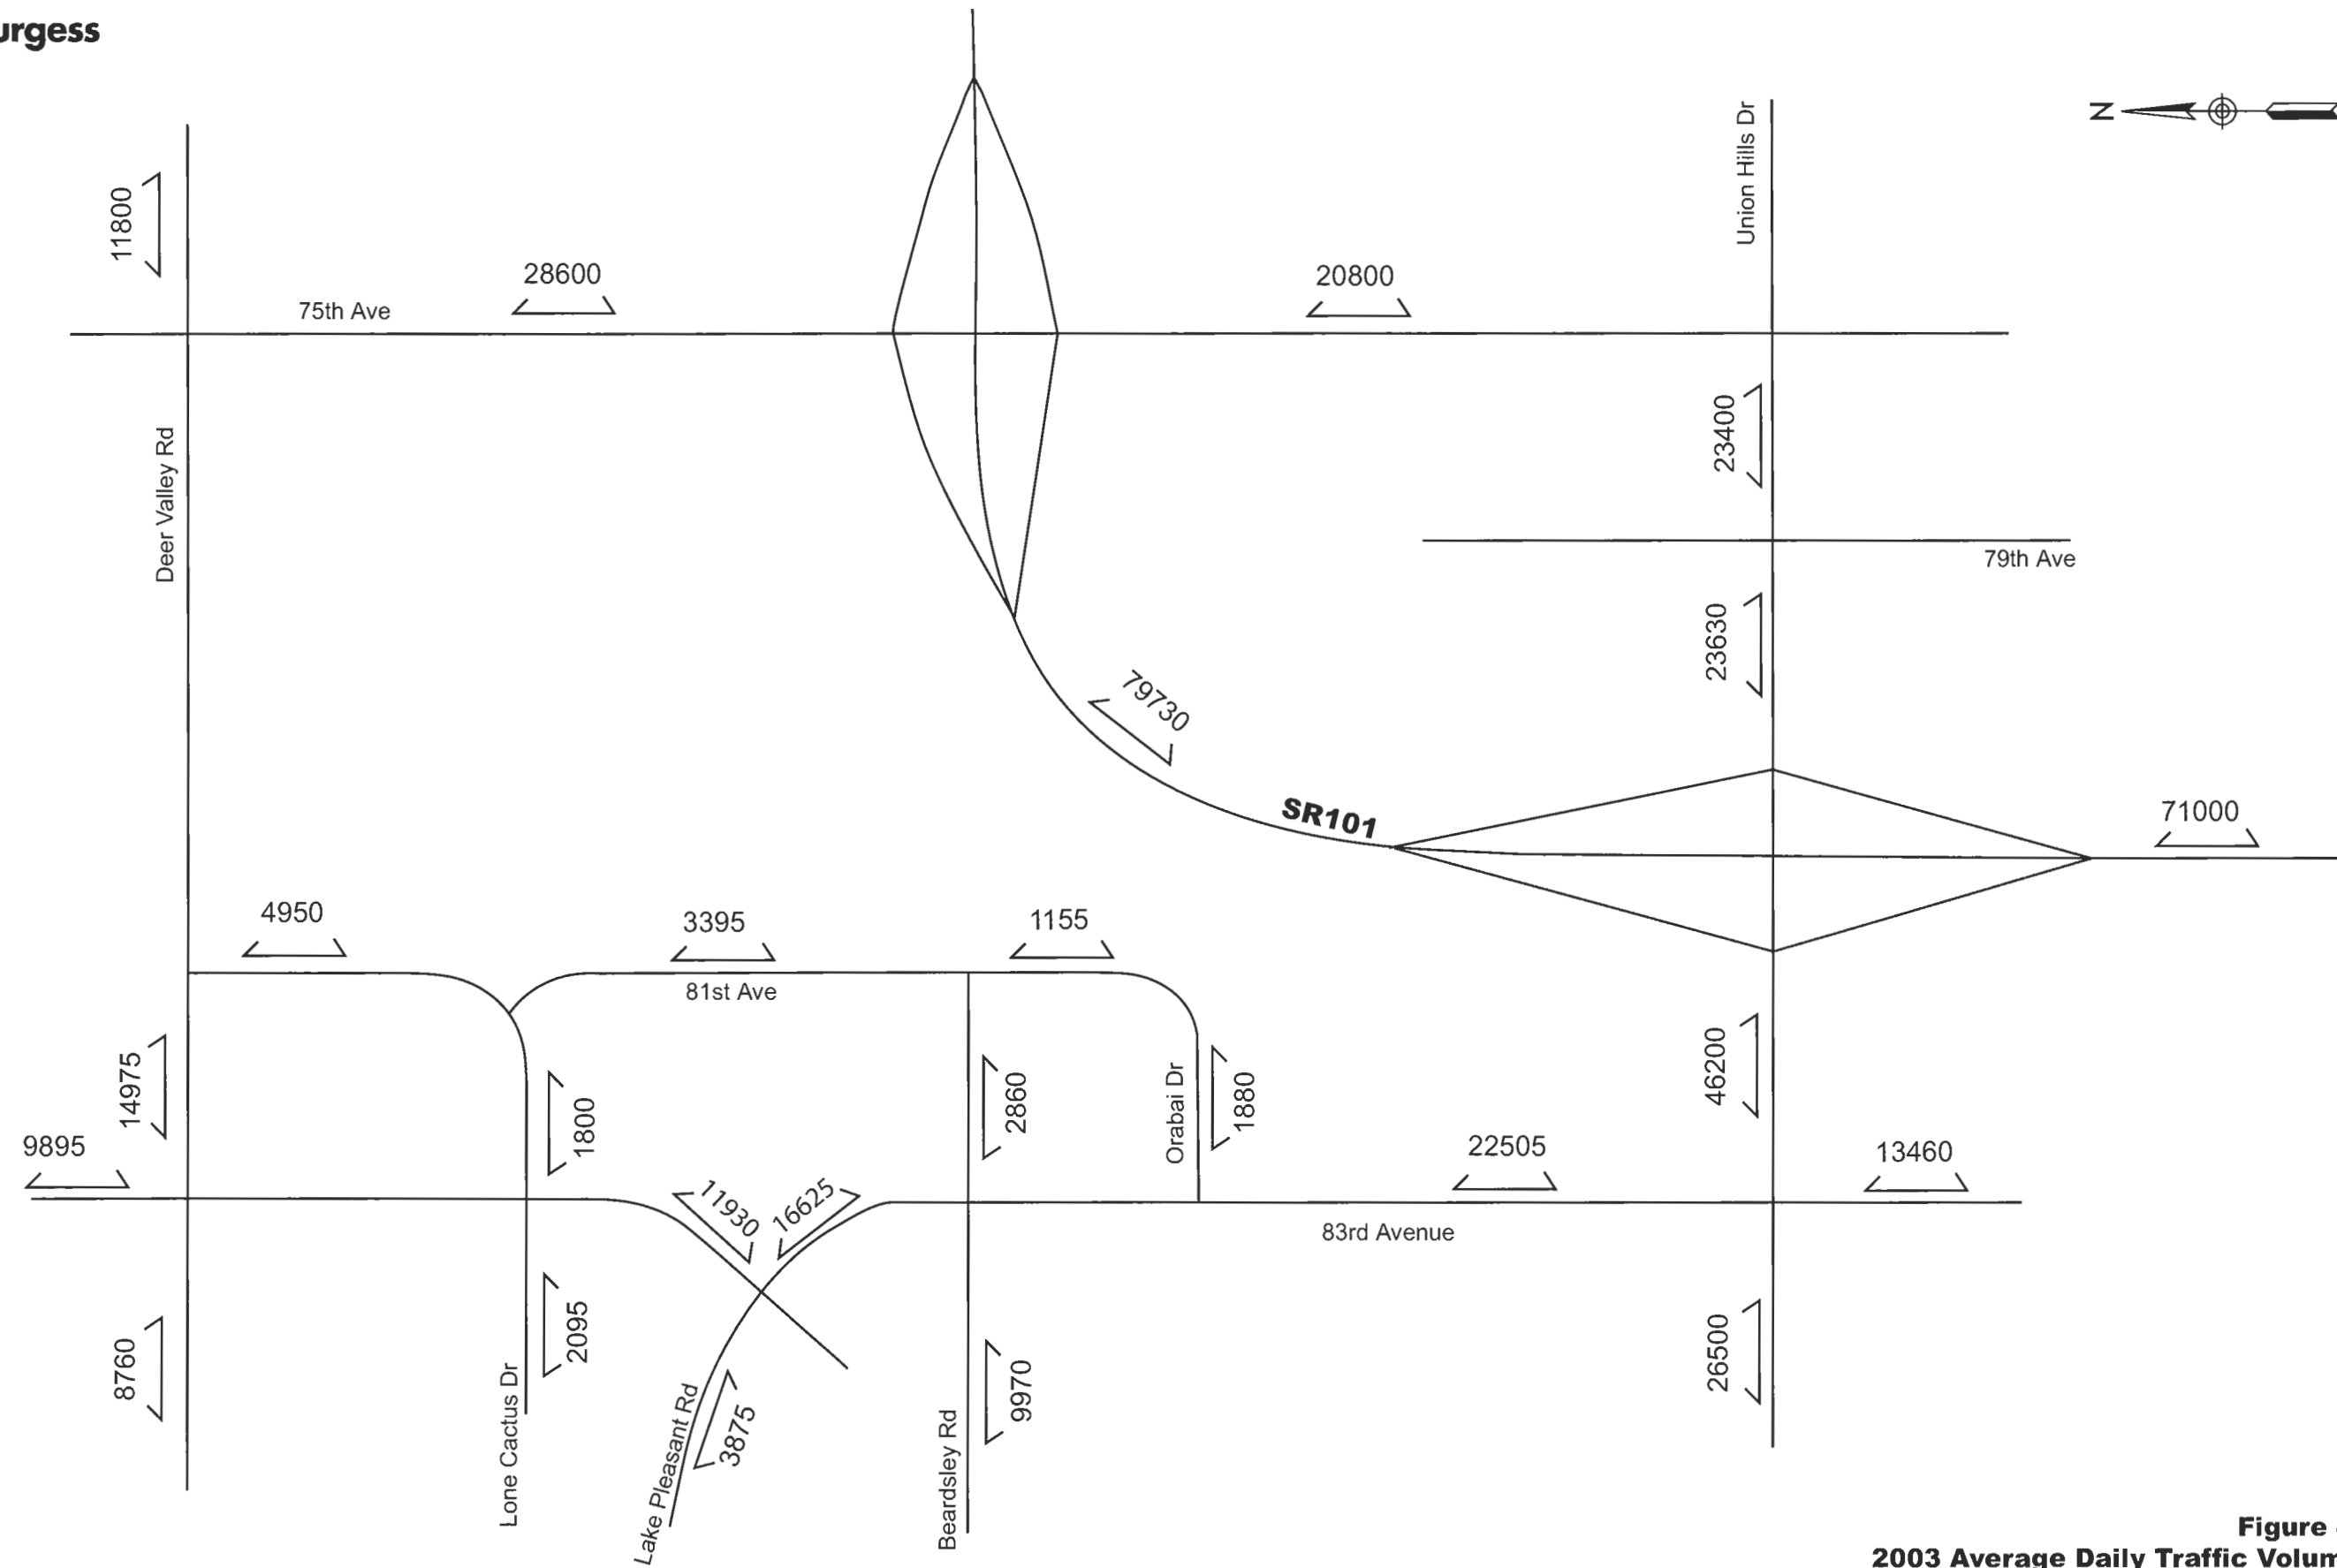 urgess
N
Union Hills Dr
11800
28600
20800
75th Ave
23400
Deer Valley Rd
79th Ave
23630
79730
SR101
71000
4950
3395
1155
81st Ave
14975
1800
2860
Orabai Dr
1880
46200
9895
22505
13460
11930
16625
83rd Avenue
8760
2095
3875
9970
26500
Lone Cactus Dr
Lake Pleasant Rd
Beardsley Rd
Figure
2003 Average Daily Traffic Volum